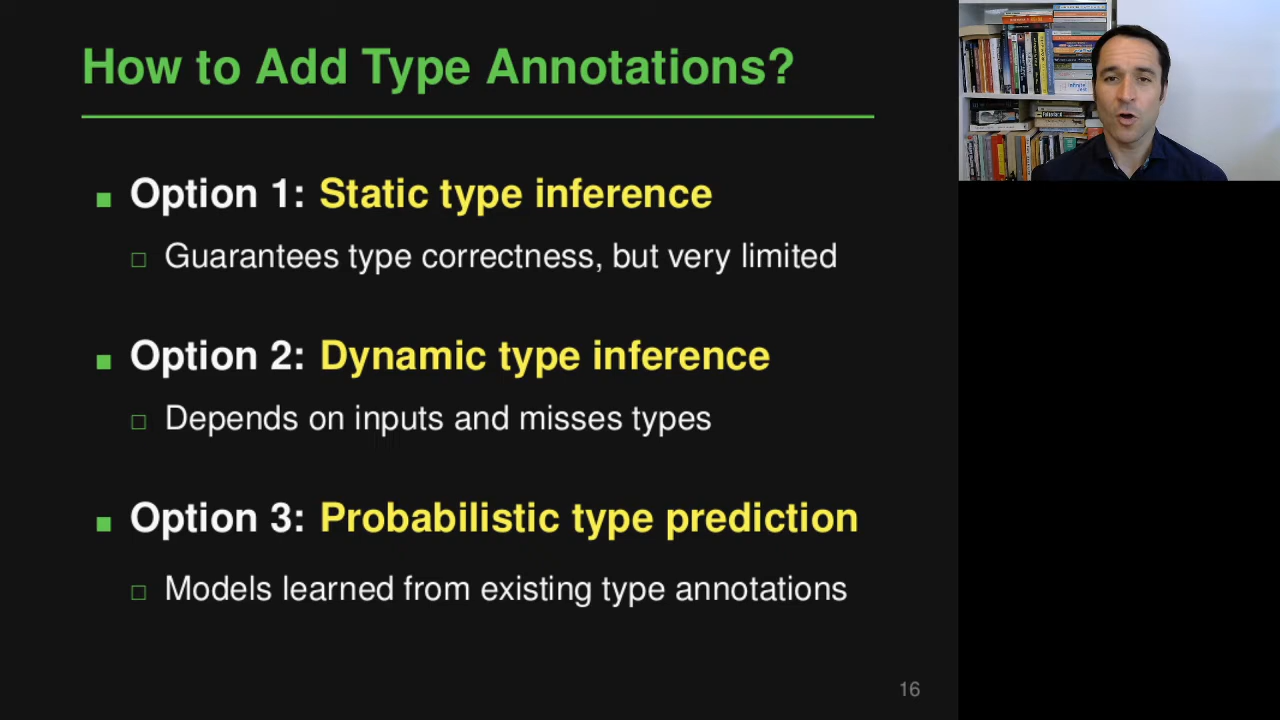 How to Add Type Annotations?
Option 1: Static type inference
Guarantees type correctness, but very limited
Option 2: Dynamic type inference
Depends on inputs and misses types
Option 3: Probabilistic type prediction
Models learned from existing type annotations
16